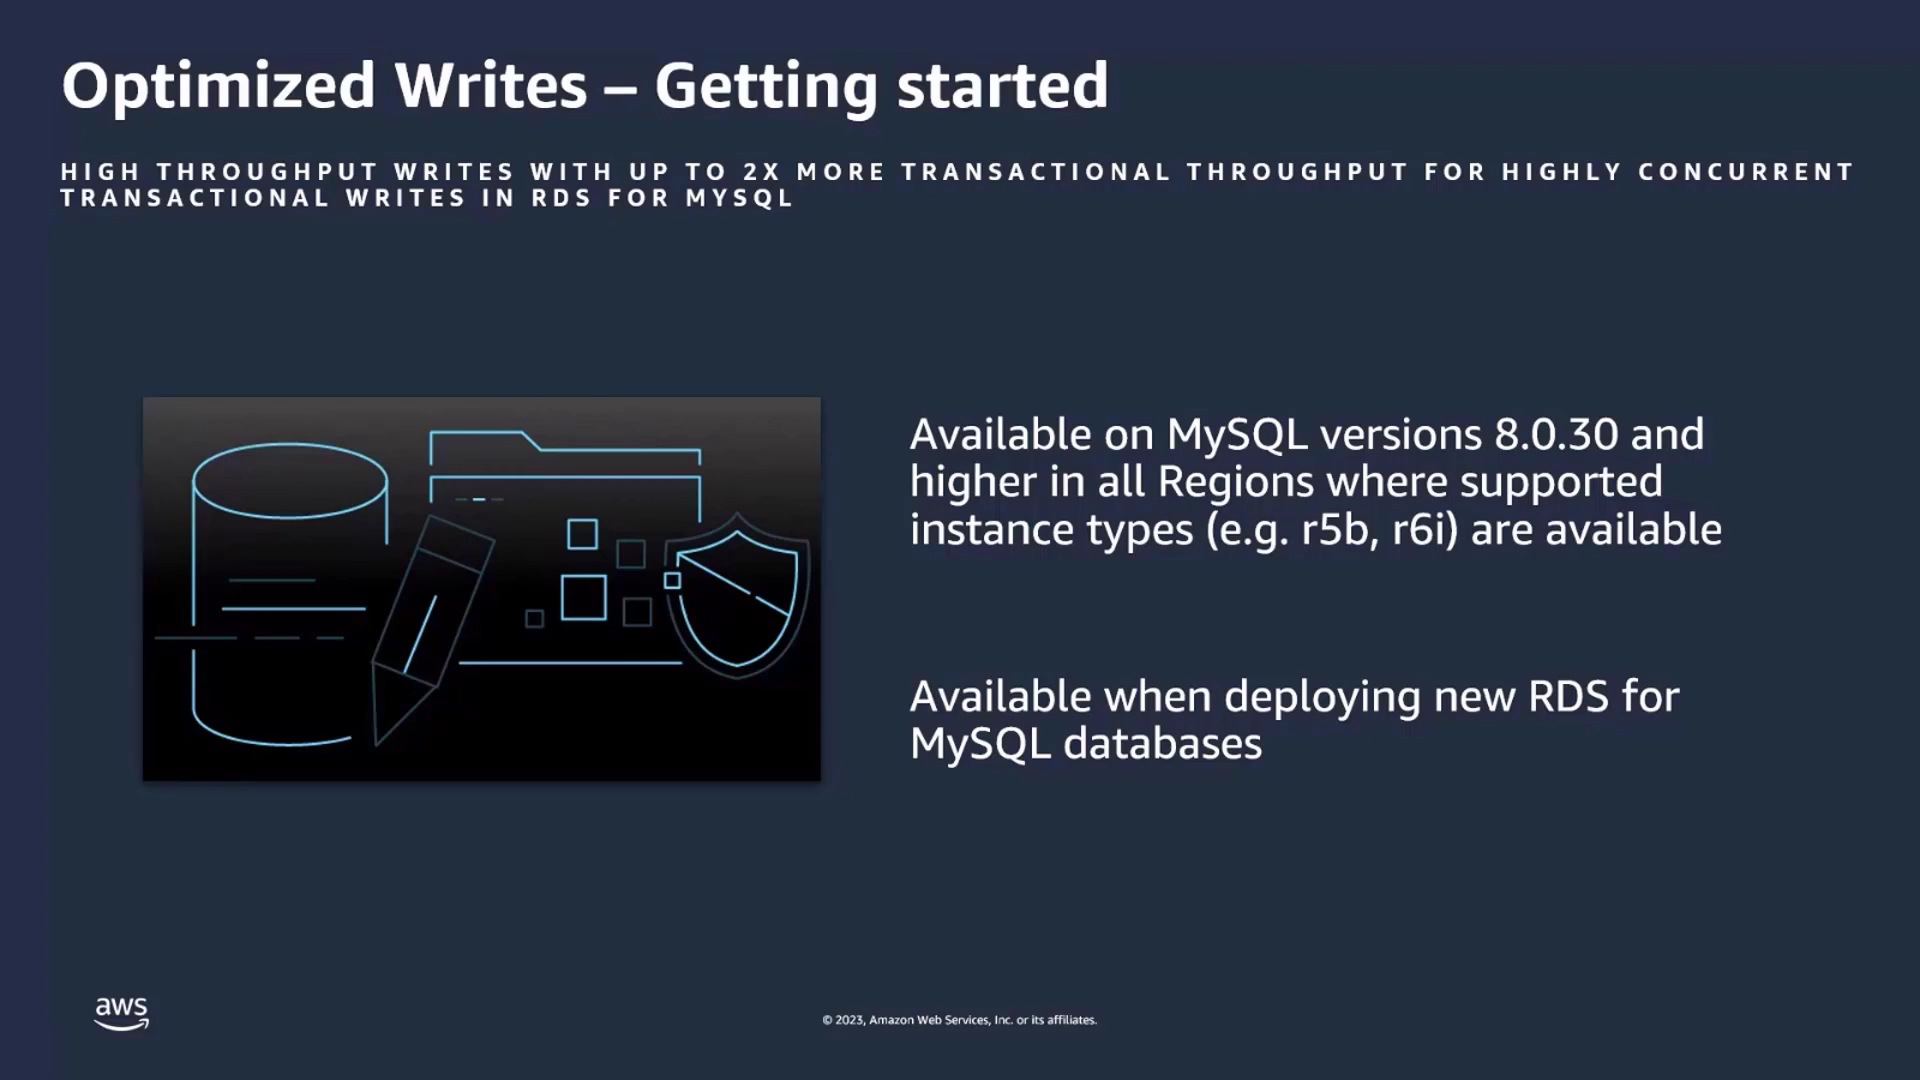 Optimized Writes – Getting started
HIGH THROUGHPUT WRITES WITH UP TO 2X MORE TRANSACTIONAL THROUGHPUT FOR HIGHLY CONCURRENT
TRANSACTIONAL WRITES IN RDS FOR MYSQL
Available on MySQL versions 8.0.30 and
higher in all Regions where supported
instance types (e.g. r5b, r6i) are available
Available when deploying new RDS for
MySQL databases
aws
© 2023, Amazon Web Services, Inc. or its affiliates.